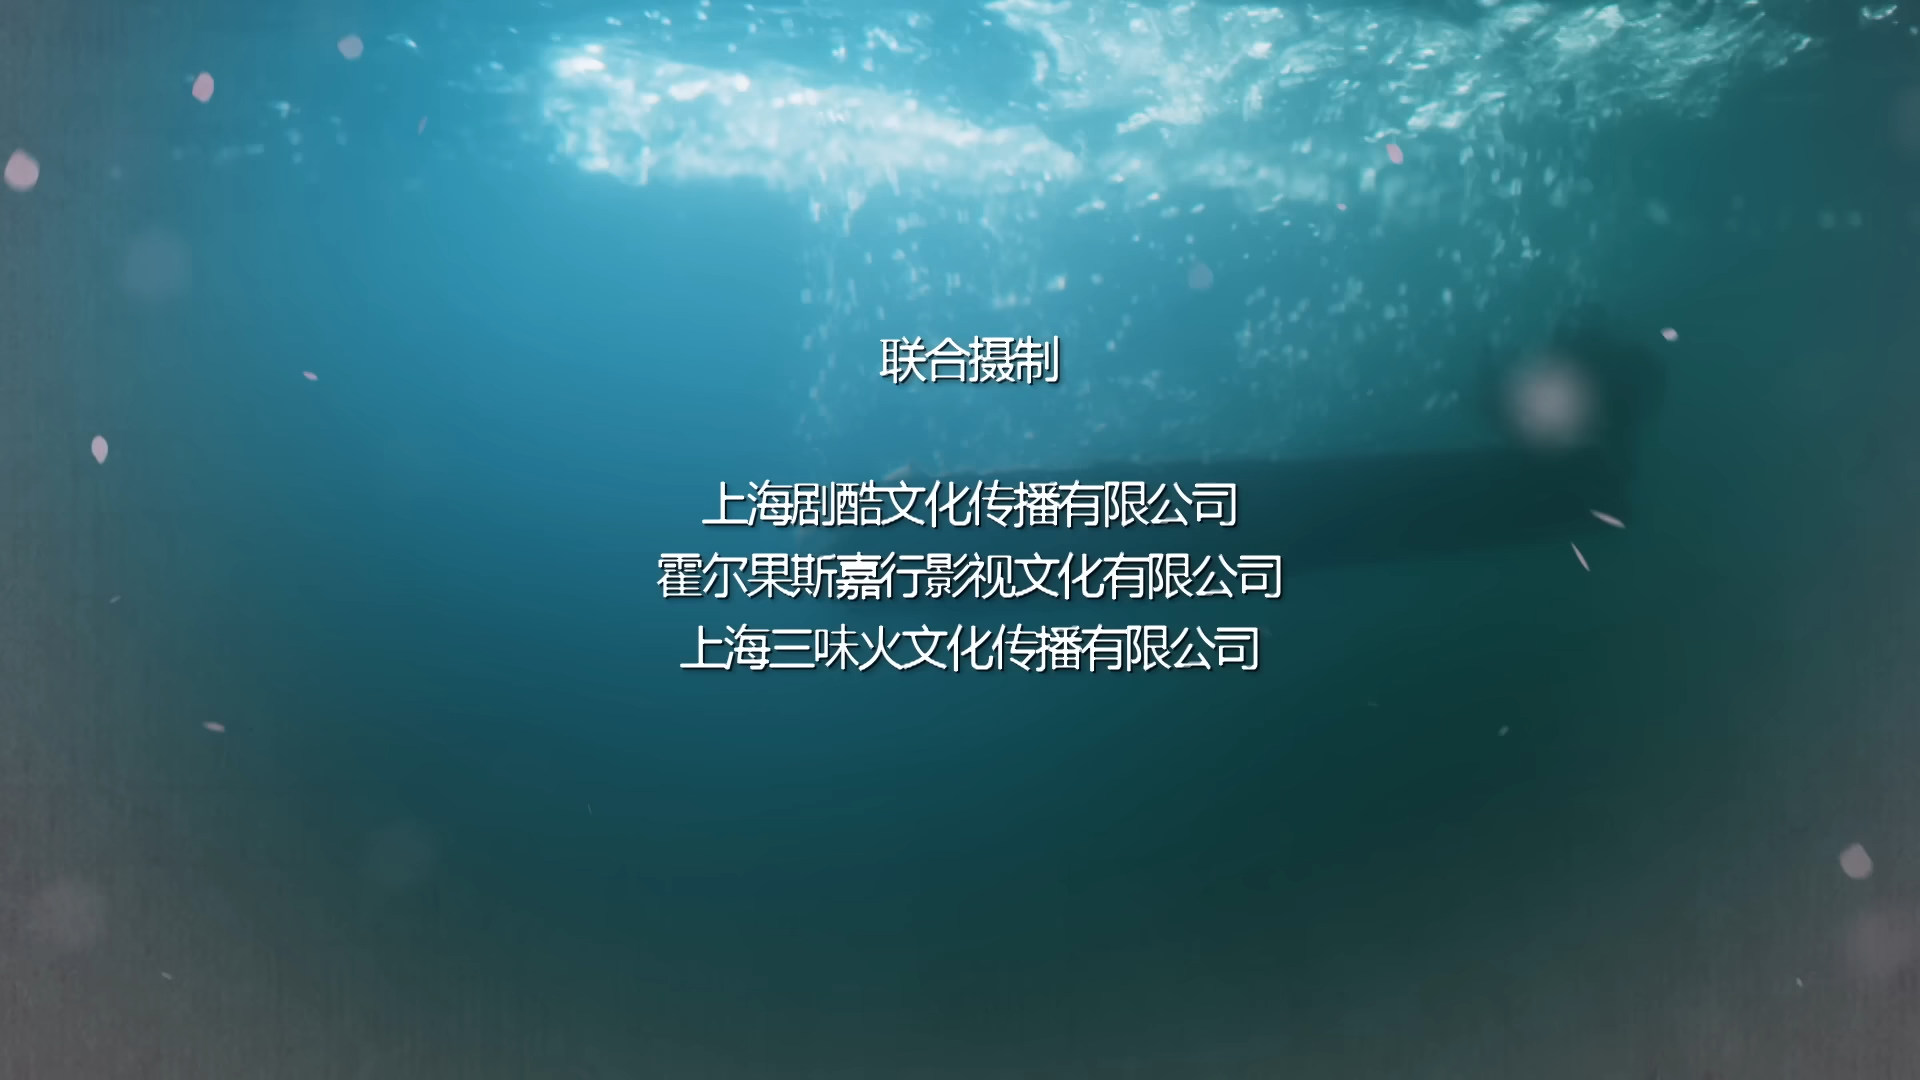 联合摄制
上海剧酷文化传播有限公司
霍尔果斯嘉行影视文化有限公司
上海三味火文化传播有限公司